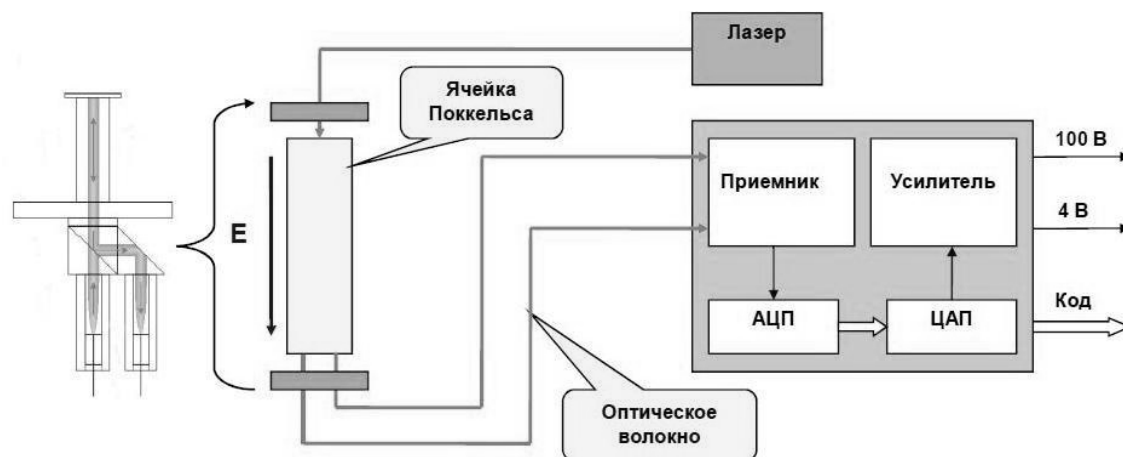 Лазер
Ячейка
Поккельса
E
Приемник
Усилитель
100 В
4 В
АЦП
ЦАП
Код
Оптическое
волокно